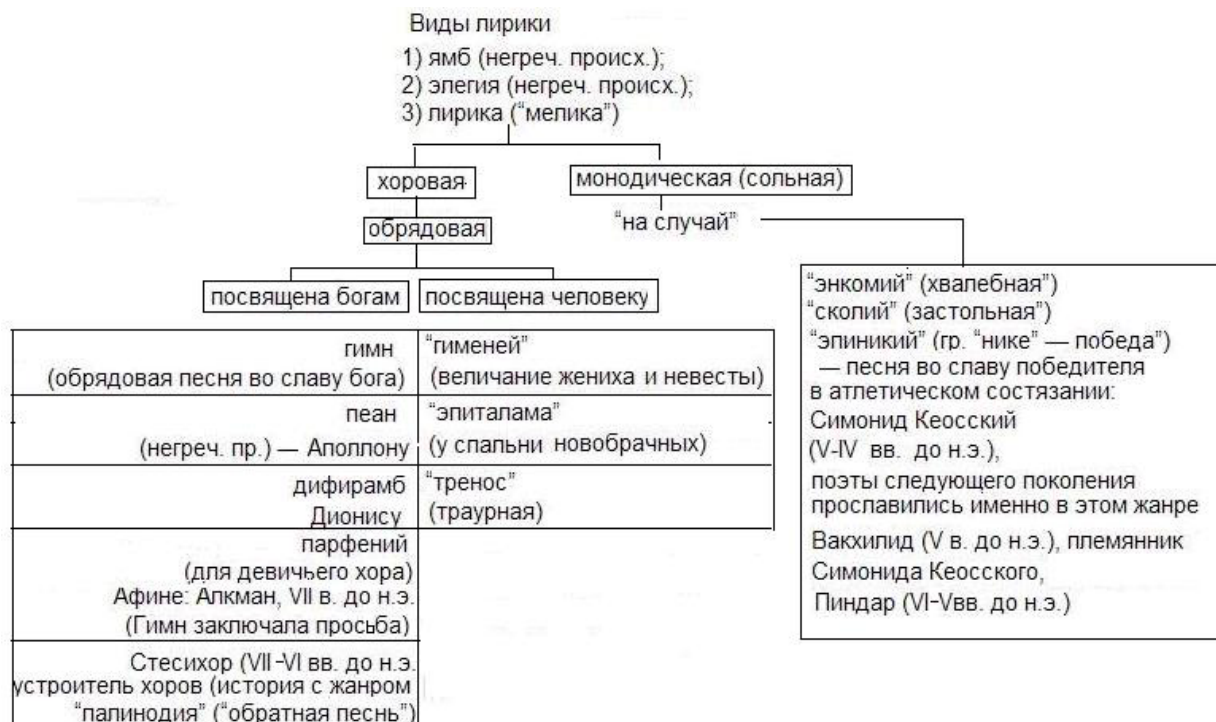 Виды лирики
1) ямб (негреч. происх.);
2) элегия (негреч. происх.);
3) лирика (“мелика”)
хоровая
монодическая (сольная)
обрядовая
“на случай”
посвящена богам
посвящена человеку
гимн
(обрядовая песня во славу бога)
“гименей”
(величание жениха и невесты)
пеан
(негреч. пр.) — Аполлону
“эпиталама”
(у спальни новобрачных)
дифирамб
Дионису
“тренос”
(траурная)
парфений
(для девичьего хора)
Афине: Алкман, VII в. до н.э.
(Гимн заключала просьба)
Стесихор (VII-VI вв. до н.э.
устроитель хоров (история с жанром
“палинодия” (“обратная песнь”)
“энкомий” (хвалебная”)
“сколий” (застольная”)
“эпиникий” (гр. “нике” — победа”)
— песня во славу победителя
в атлетическом состязании:
Симонид Кеосский
(V-IV вв. до н.э.),
поэты следующего поколения
прославились именно в этом жанре
Вакхилид (V в. до н.э.), племянник
Симонида Кеосского,
Пиндар (VI-Vвв. до н.э.)